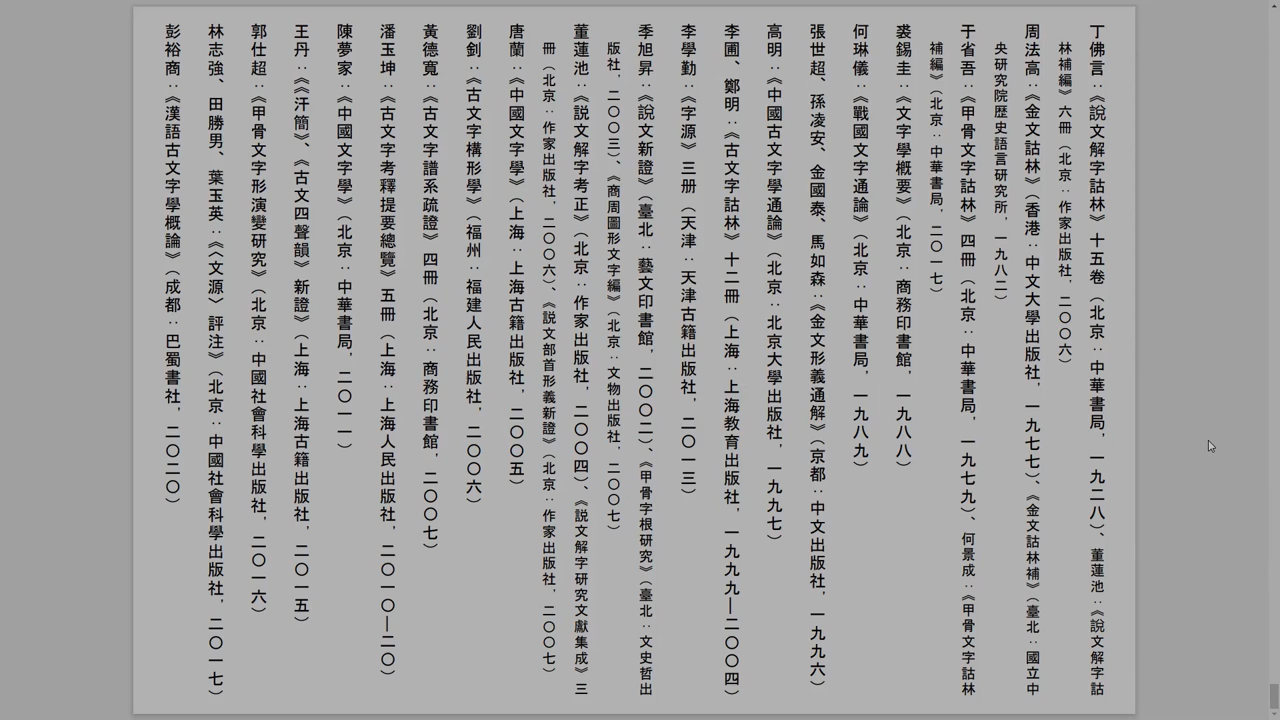 丁佛言：《說文解字詁林》十五卷（北京：中華書局，一九二八）、董蓮池：《說文解字詁
林補編》六冊（北京：作家出版社，二〇〇六）
周法高：《金文詁林》（香港：中文大學出版社，一九七七）、《金文詁林補》（臺北：國立中
央研究院歷史語言研究所，一九八二）
于省吾：《甲骨文字詁林》四冊（北京：中華書局，一九七九）、何景成：《甲骨文字詁林
補編》（北京：中華書局，二〇一七）
裘錫圭：《文字學概要》（北京：商務印書館，一九八八）
何琳儀：《戰國文字通論》（北京：中華書局，一九八九）
張世超、孫凌安、金國泰、馬如森：《金文形義通解》（京都：中文出版社，一九九六）
高明：《中國古文字學通論》（北京：北京大學出版社，一九九七）
李圃、鄭明：《古文字詁林》十二冊（上海：上海教育出版社，一九九九—二〇〇四）
李學勤：《字源》三册（天津：天津古籍出版社，二〇一三）
季旭昇：《說文新證》（臺北：藝文印書館，二〇〇二）、《甲骨字根研究》（臺北：文史哲出
版社，二〇〇三）、《商周圖形文字編》（北京：文物出版社，二〇〇七）
董蓮池：《説文解字考正》（北京：作家出版社，二〇〇四）、《説文解字研究文獻集成》三
冊（北京：作家出版社，二〇〇六）、《説文部首形義新證》（北京：作家出版社，二〇〇七）
唐蘭：《中國文字學》（上海：上海古籍出版社，二〇〇五）
劉釗：《古文字構形學》（福州：福建人民出版社，二〇〇六）
黃德寬：《古文字譜系疏證》四冊（北京：商務印書館，二〇〇七）
潘玉坤：《古文字考釋提要總覽》五冊（上海：上海人民出版社，二〇一〇—二〇）
陳夢家：《中國文字學》（北京：中華書局，二〇一一）
王丹：《《汗簡》、《古文四聲韻》新證》（上海：上海古籍出版社，二〇一五）
郭仕超：《甲骨文字形演變研究》（北京：中國社會科學出版社，二〇一六）
林志強、田勝男、葉玉英：《〈文源〉評注》（北京：中國社會科學出版社，二〇一七）
彭裕商：《漢語古文字學概論》（成都：巴蜀書社，二〇二〇）